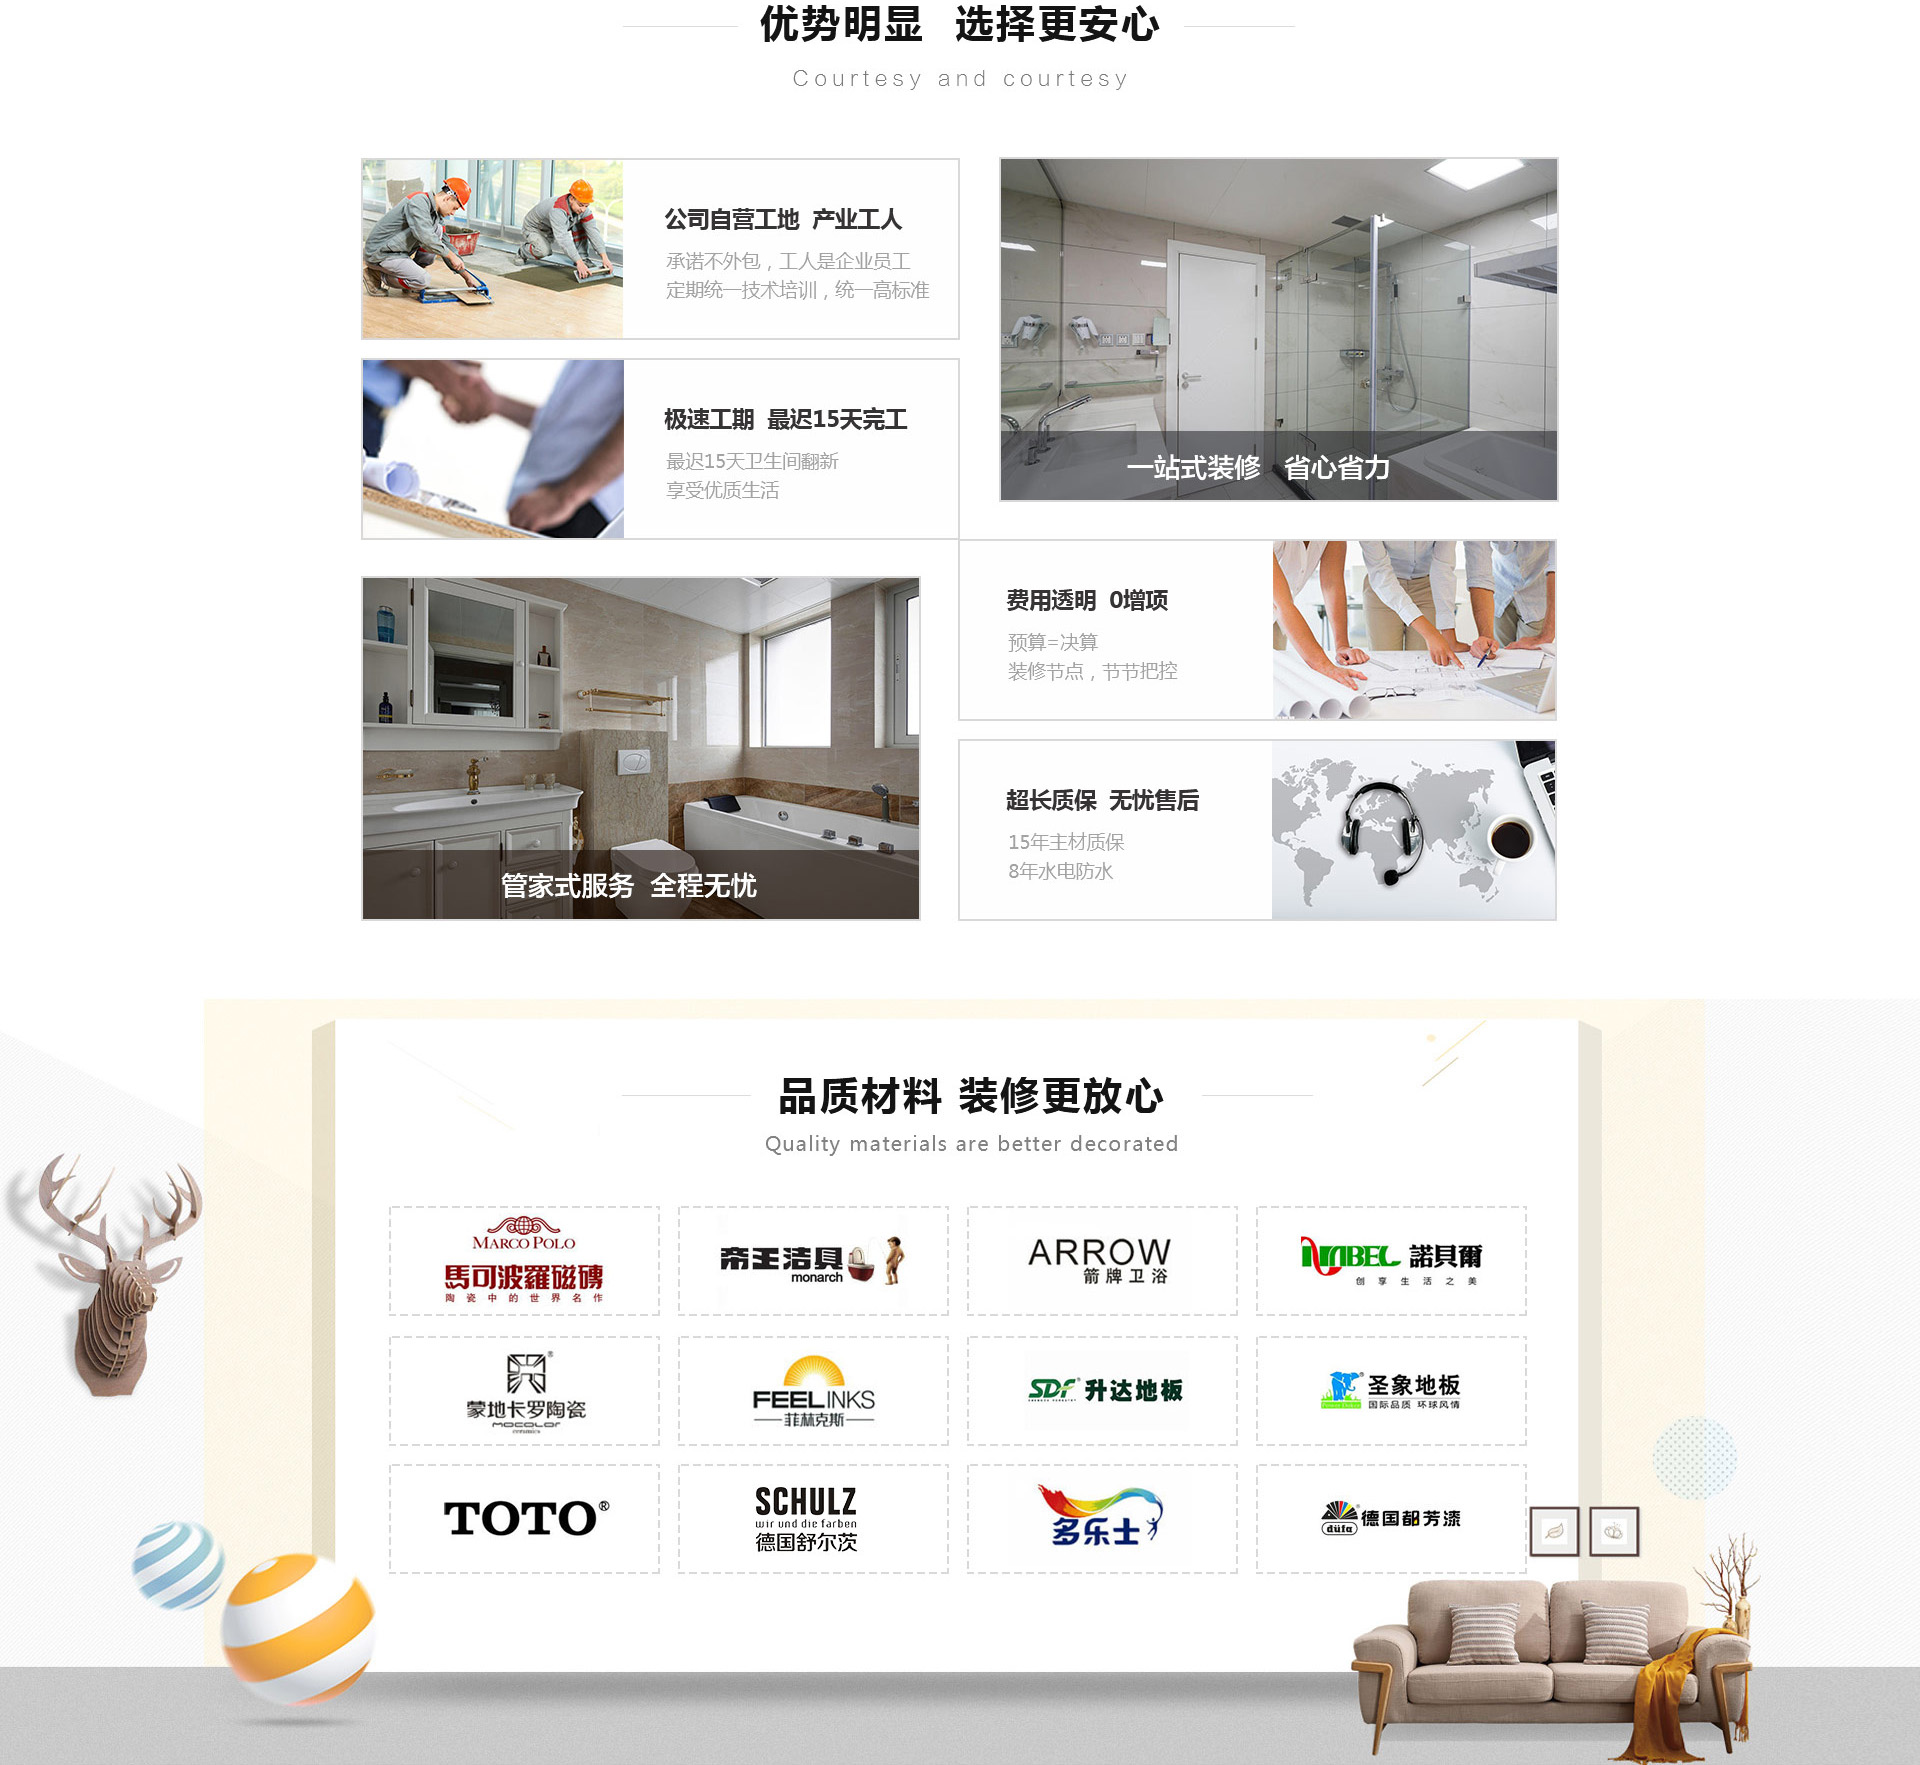 优势明显 选择更安心
Courtesy and courtesy
公司自营工地 产业工人
承诺不外包，工人是企业员工
定期统一技术培训，统一高标准
极速工期 最迟15天完工
最迟15天卫生间翻新
享受优质生活
一站式装修 省心省力
管家式服务 全程无忧
费用透明 0增项
预算=决算
装修节点，节节把控
超长质保 无忧售后
15年主材质保
8年水电防水
品质材料 装修更放心
Quality materials are better decorated
MARCO POLO
馬可波羅磁磚
陶瓷中的世界名作
帝王洁具
monarch
ARROW
箭牌卫浴
NABEL 諾貝爾
创享生活之美
蒙地卡罗陶瓷
MOCOLOR
ceramics
FEELINKS
菲林克斯
SDF® 升达地板
圣象地板
国际品质 环球风情
TOTO®
SCHULZ
wir und die farben
德国舒尔茨
多乐士
düfa 德国都芳漆